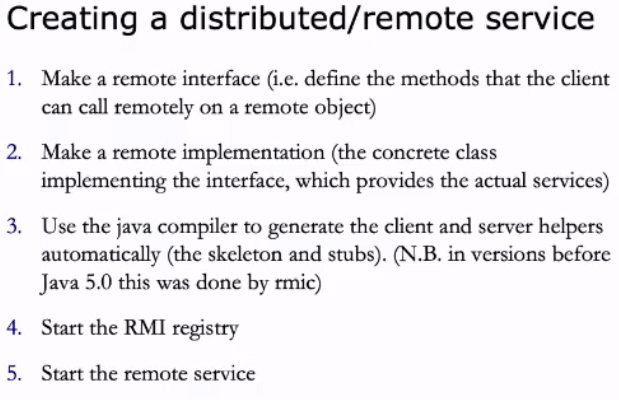 Creating a distributed/remote service
1. Make a remote interface (i.e. define the methods that the client
can call remotely on a remote object)
2. Make a remote implementation (the concrete class
implementing the interface, which provides the actual services)
3. Use the java compiler to generate the client and server helpers
automatically (the skeleton and stubs). (N.B. in versions before
Java 5.0 this was done by rmic)
4. Start the RMI registry
5. Start the remote service